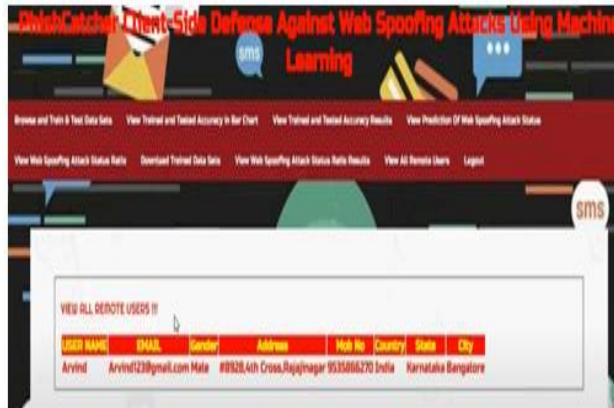 PhishCatcher Client-Side Defense Against Web Spoofing Attacks Using Machin
Learning
sms
Browse and Train & Test Data Sets View Trained and Tested Accuracy in Bar Chart View Trained and Tested Accuracy Results View Prediction Of Web Spoofing Attack Status
View Web Spoofing Attack Status Ratio Download Trained Data Sets View Web Spoofing Attack Status Ratio Results View All Remote Users Logout
sms
VIEW ALL REMOTE USERS !!!
USER NAME EMAIL Gender Address Mob No Country State City
Arvind Arvind123@gmail.com Male #8928,4th Cross,Rajajinagar 9535866270 India Karnataka Bangalore